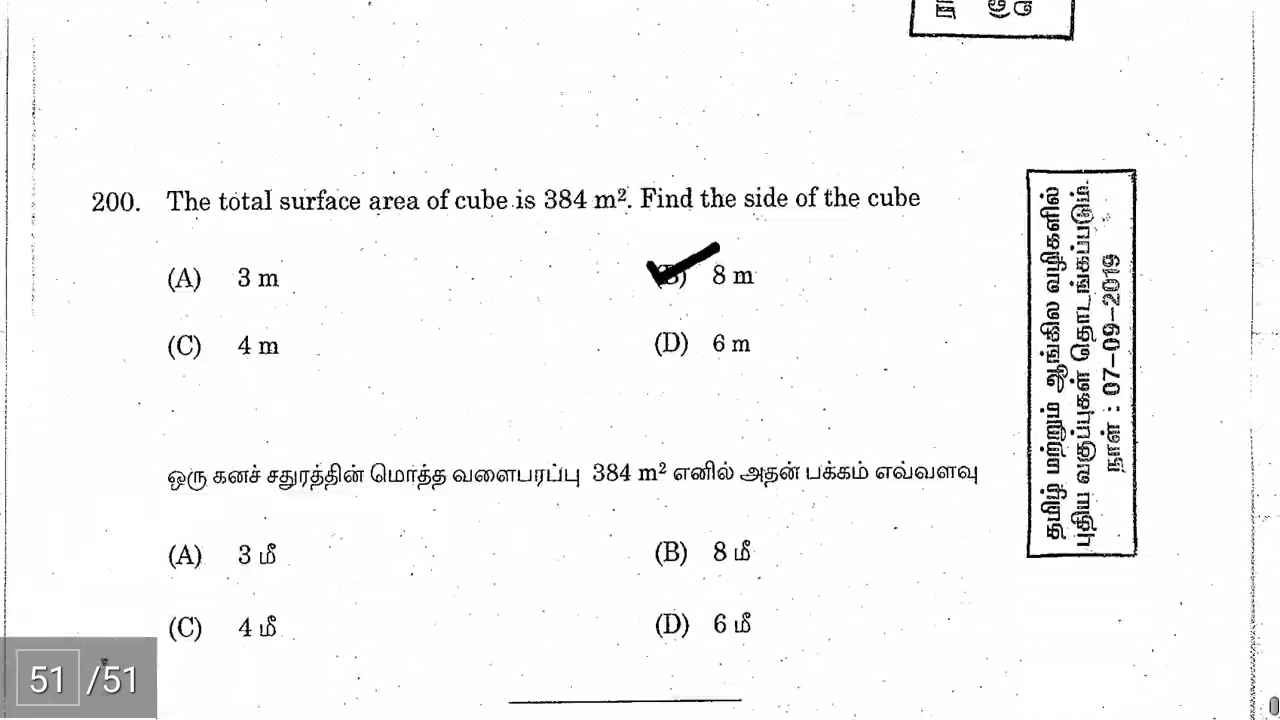 200. The total surface area of cube is 384 m². Find the side of the cube
(A) 3 m (B) 8 m
(C) 4 m (D) 6 m
ஒரு கனச் சதுரத்தின் மொத்த வளைபரப்பு 384 m² எனில் அதன் பக்கம் எவ்வளவு
(A) 3 மீ (B) 8 மீ
(C) 4 மீ (D) 6 மீ
தமிழ் மற்றும் ஆங்கில வழிகளில்
புதிய வகுப்புகள் தொடங்கப்படும்.
நாள் : 07-09-2019
51 /51